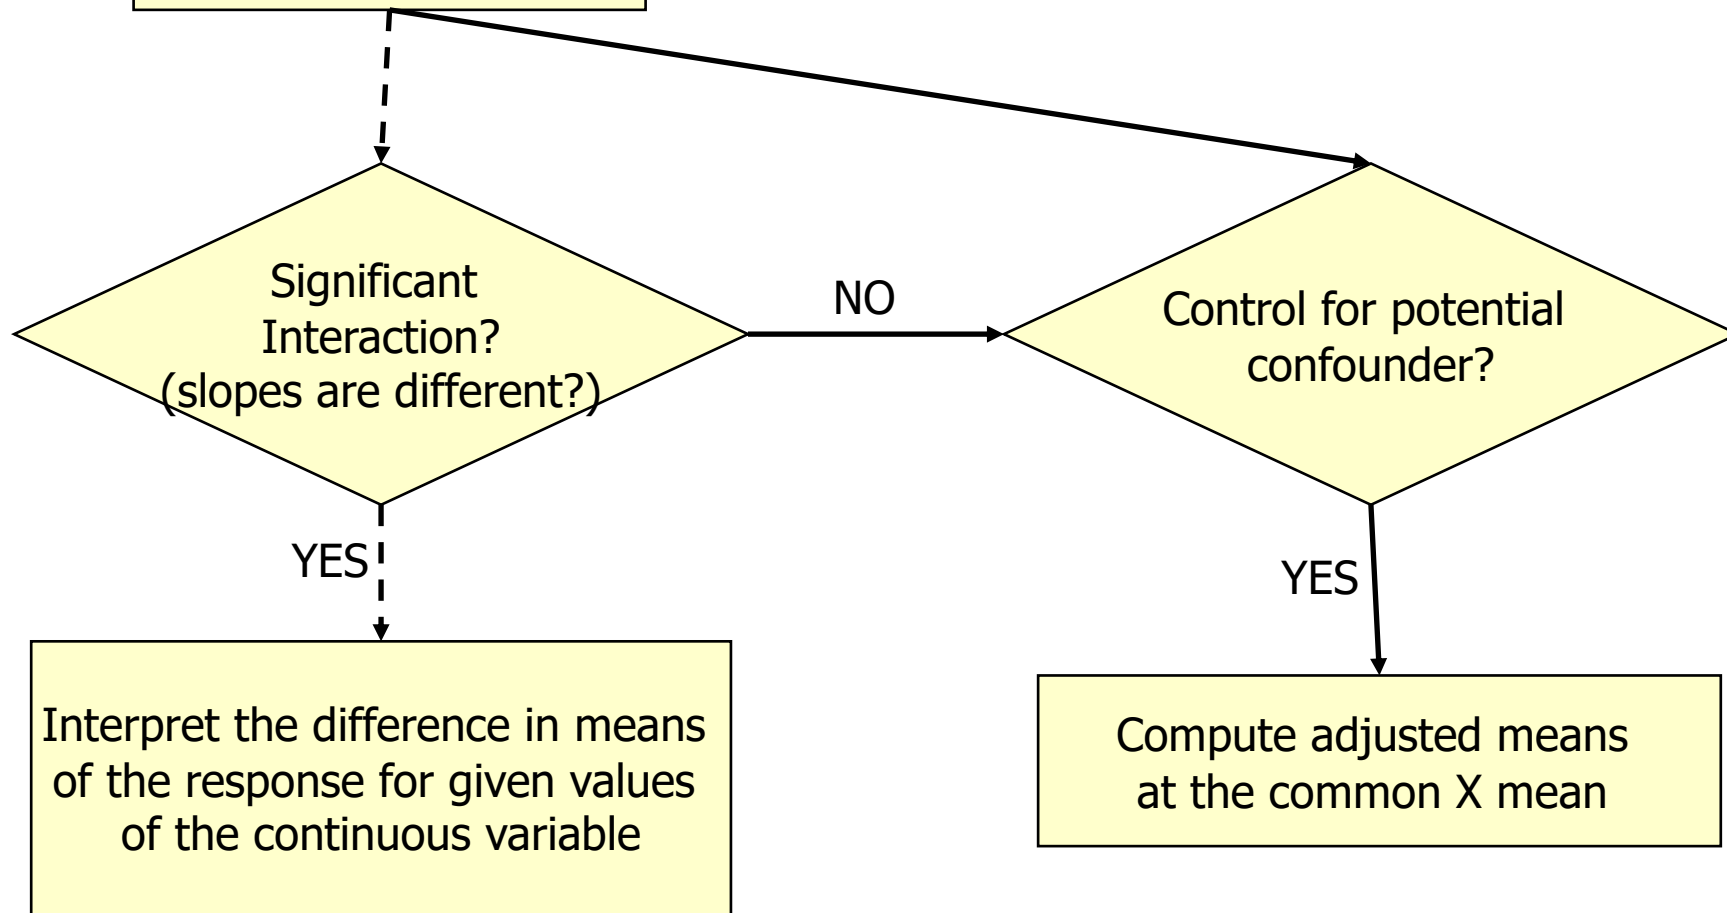 Significant
Interaction?
(slopes are different?)
NO
Control for potential
confounder?
YES
YES
Interpret the difference in means
of the response for given values
of the continuous variable
Compute adjusted means
at the common X mean